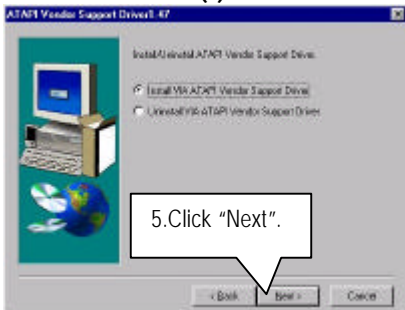 ATAPI Vendor Support Driver1.47
Install/Uninstall ATAPI Vendor Support Driver.
Install VIA ATAPI Vendor Support Driver
Uninstall VIA ATAPI Vendor Support Driver
5.Click “Next”.
< Back Next > Cancel